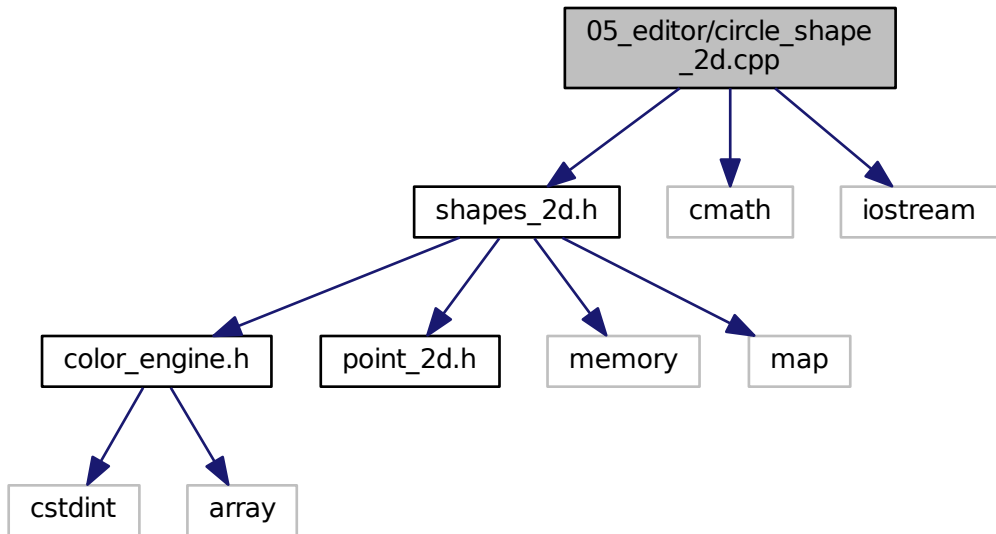 05_editor/circle_shape
_2d.cpp
shapes_2d.h
cmath
iostream
color_engine.h
point_2d.h
memory
map
cstdint
array